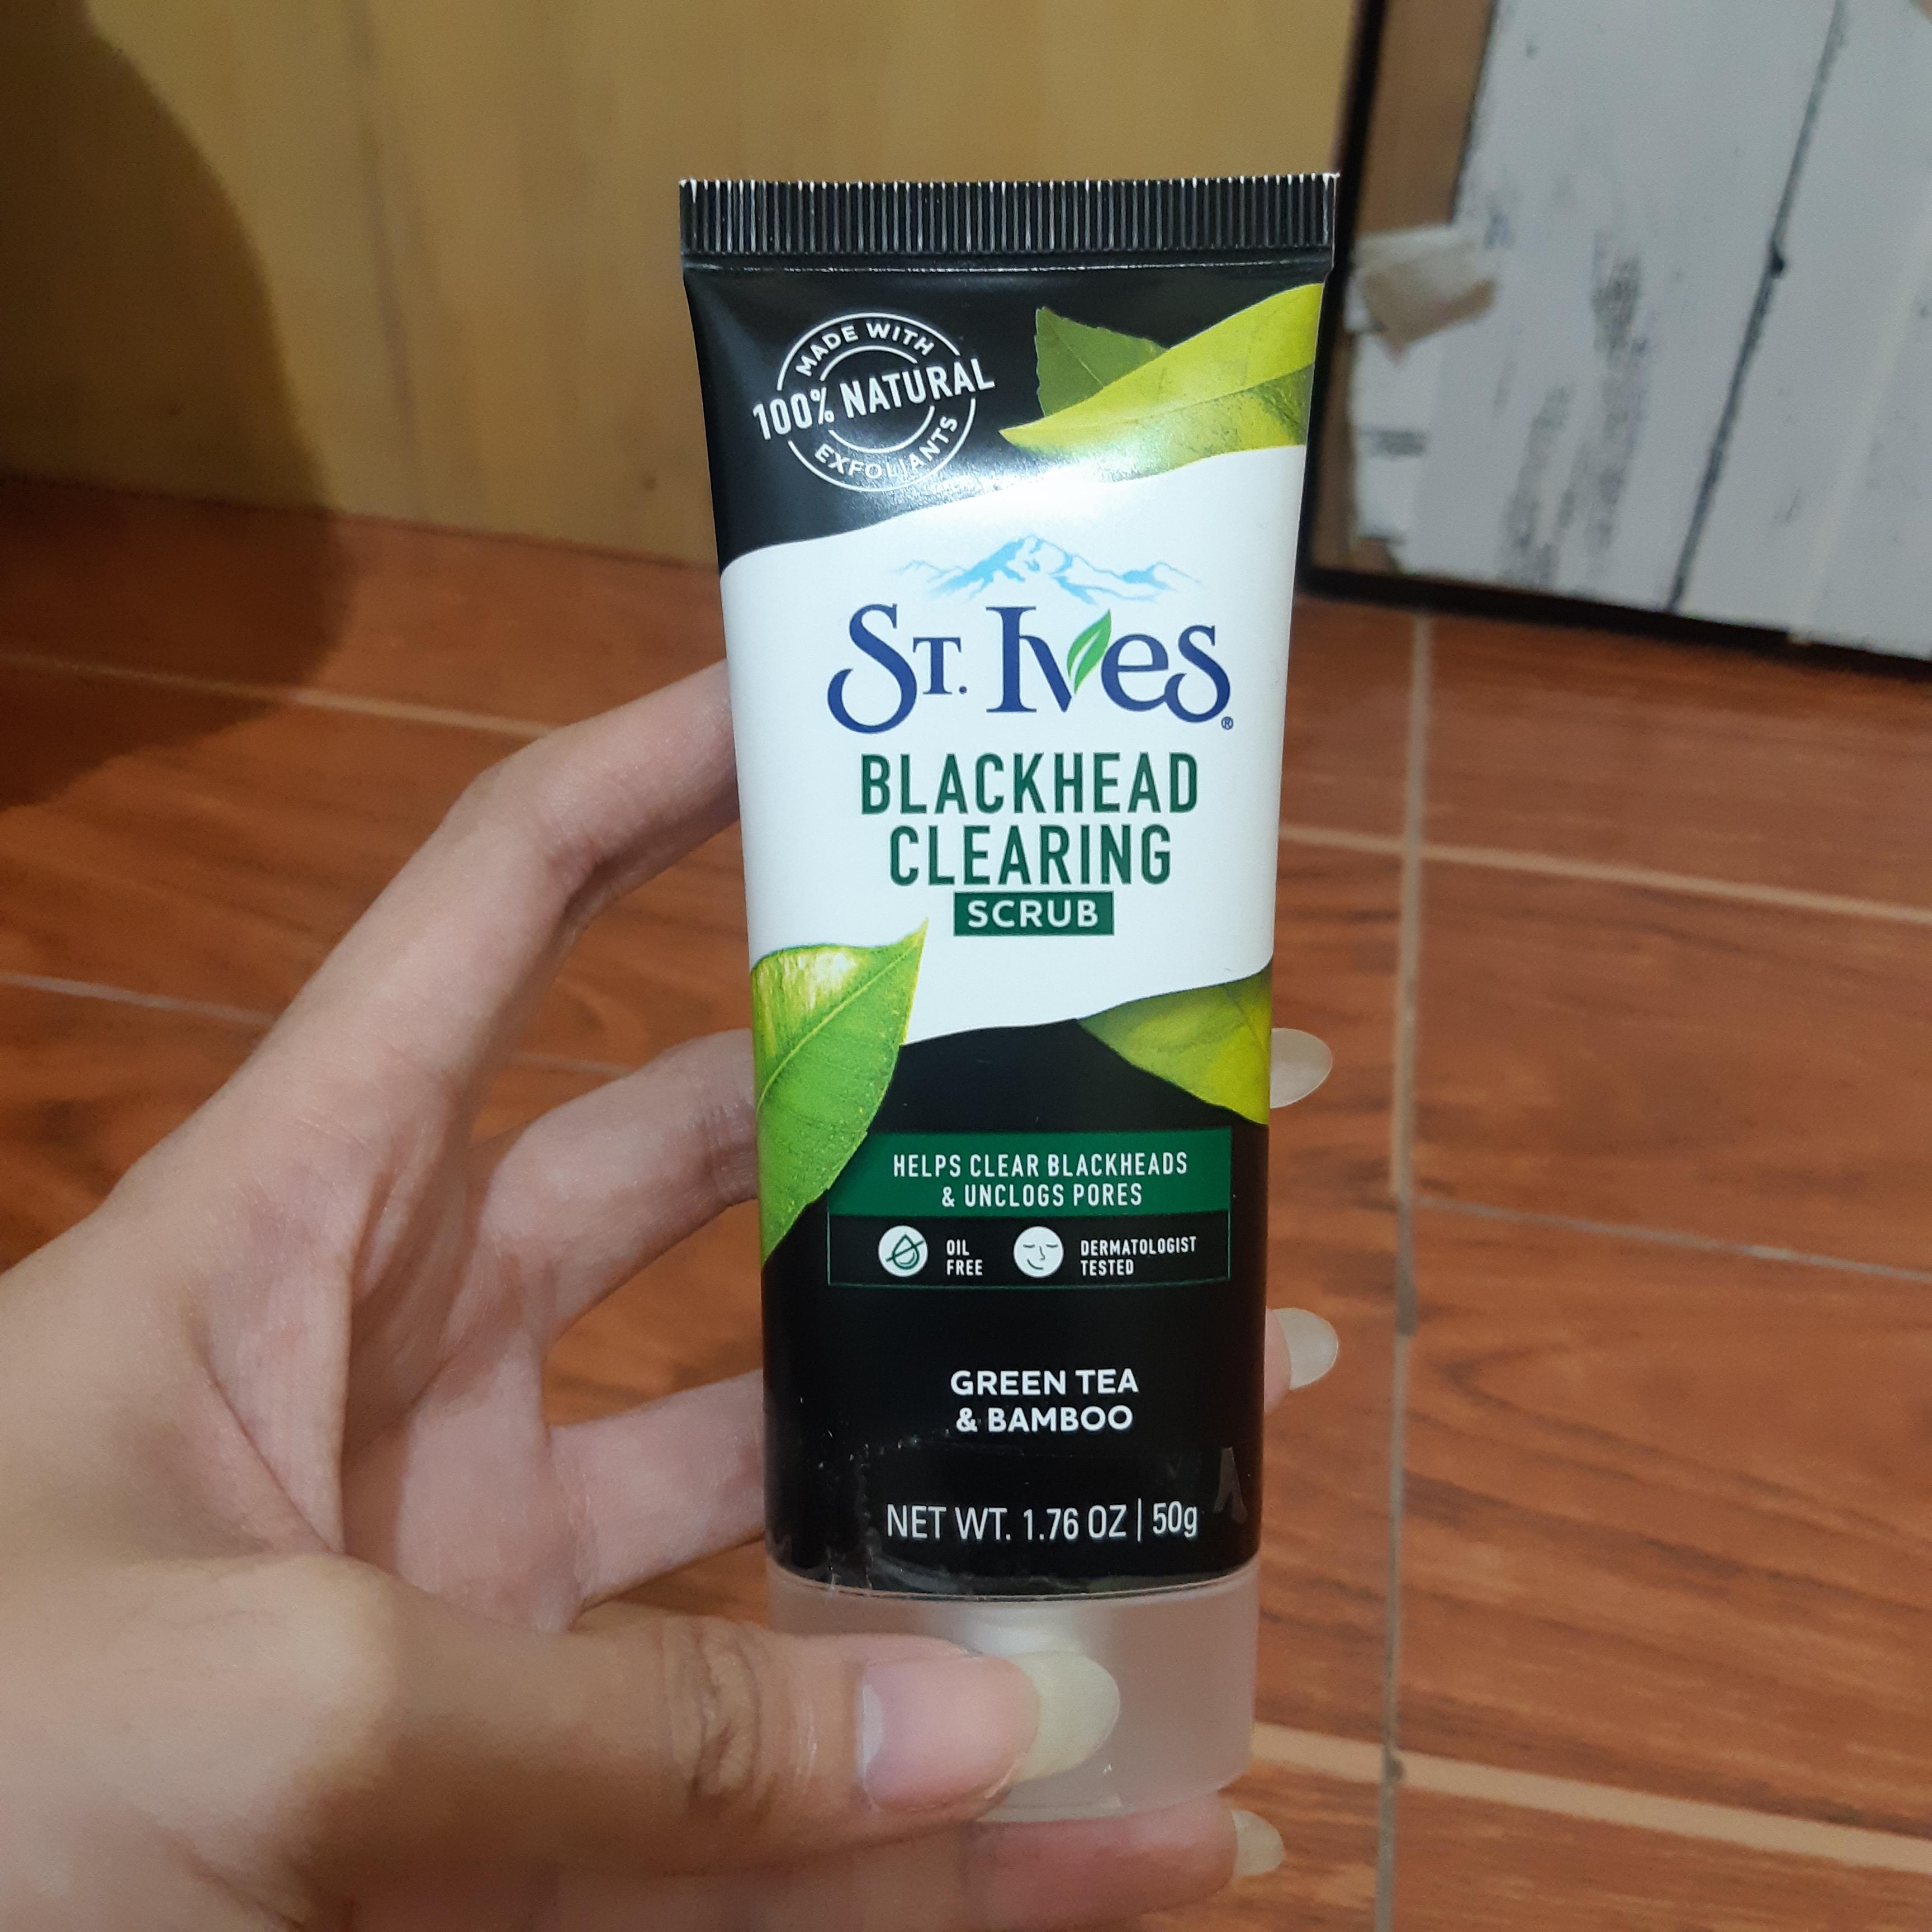 MADE WITH
100% NATURAL
EXFOLIANTS
ST. IVES®
BLACKHEAD
CLEARING
SCRUB
HELPS CLEAR BLACKHEADS
& UNCLOGS PORES
OIL
FREE
DERMATOLOGIST
TESTED
GREEN TEA
& BAMBOO
NET WT. 1.76 OZ | 50g